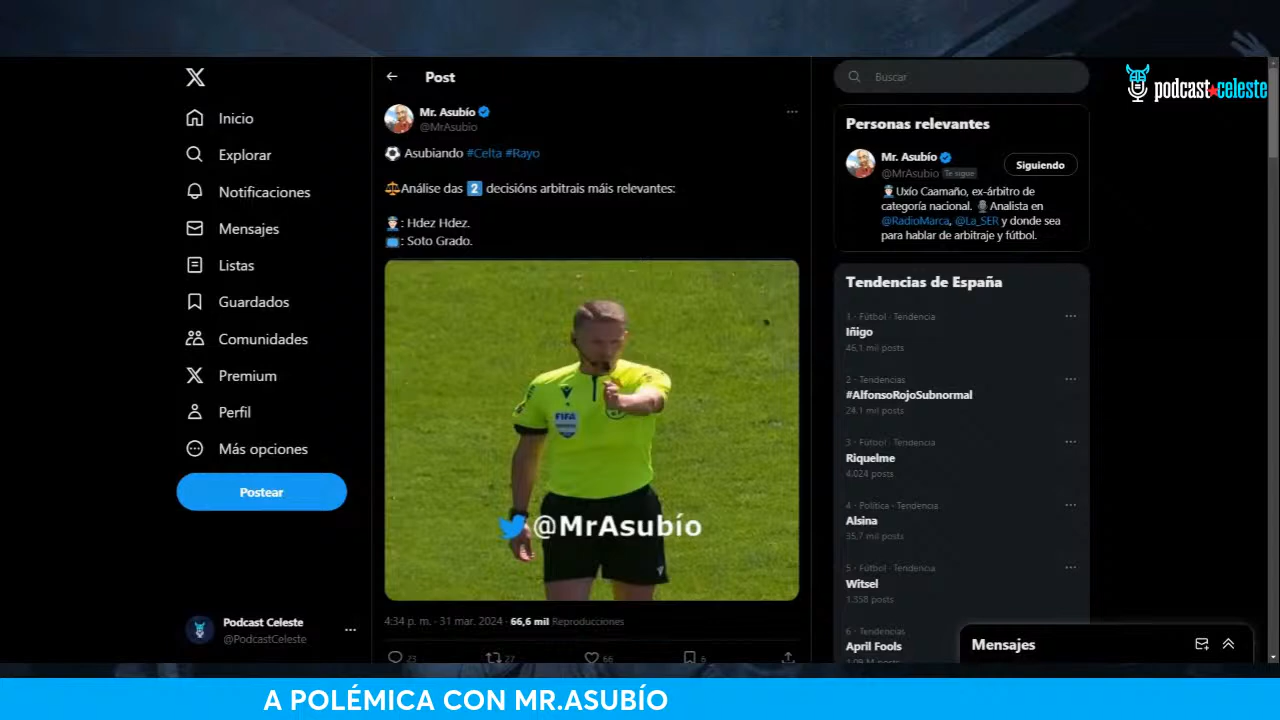 podcast★celeste
Inicio
Explorar
Notificaciones
Mensajes
Listas
Guardados
Comunidades
Premium
Perfil
Más opciones
Postear
Podcast Celeste
@PodcastCeleste
Post
Mr. Asubío
@MrAsubio
⚽ Asubiando #Celta #Rayo
⚖Análise das 2 decisións arbitrais máis relevantes:
: Hdez Hdez.
: Soto Grado.
FIFA
@MrAsubío
4:34 p. m. · 31 mar. 2024 · 66,6 mil Reproducciones
23 27 66 6
Buscar
Personas relevantes
Mr. Asubío
@MrAsubio Te sigue
Siguiendo
Uxío Caamaño, ex-árbitro de
categoría nacional. Analista en
@RadioMarca, @La_SER y donde sea
para hablar de arbitraje y fútbol.
Tendencias de España
1 · Fútbol · Tendencia
Iñigo
46,1 mil posts
2 · Tendencias
#AlfonsoRojoSubnormal
24,1 mil posts
3 · Fútbol · Tendencia
Riquelme
4.024 posts
4 · Política · Tendencia
Alsina
35,7 mil posts
5 · Fútbol · Tendencia
Witsel
1.358 posts
6 · Tendencias
April Fools
Mensajes
A POLÉMICA CON MR.ASUBÍO